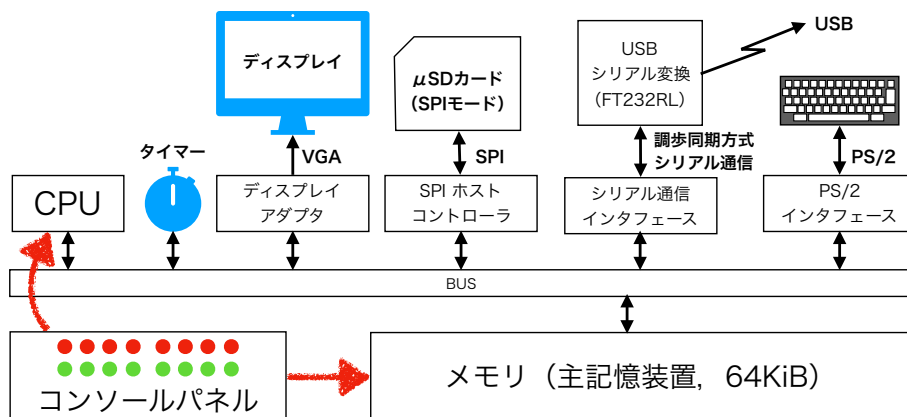 ディスプレイ
μSDカード
（SPIモード）
USB
シリアル変換
（FT232RL）
USB
タイマー
VGA
SPI
調歩同期方式
シリアル通信
PS/2
CPU
ディスプレイ
アダプタ
SPI ホスト
コントローラ
シリアル通信
インタフェース
PS/2
インタフェース
BUS
コンソールパネル
メモリ（主記憶装置，64KiB）